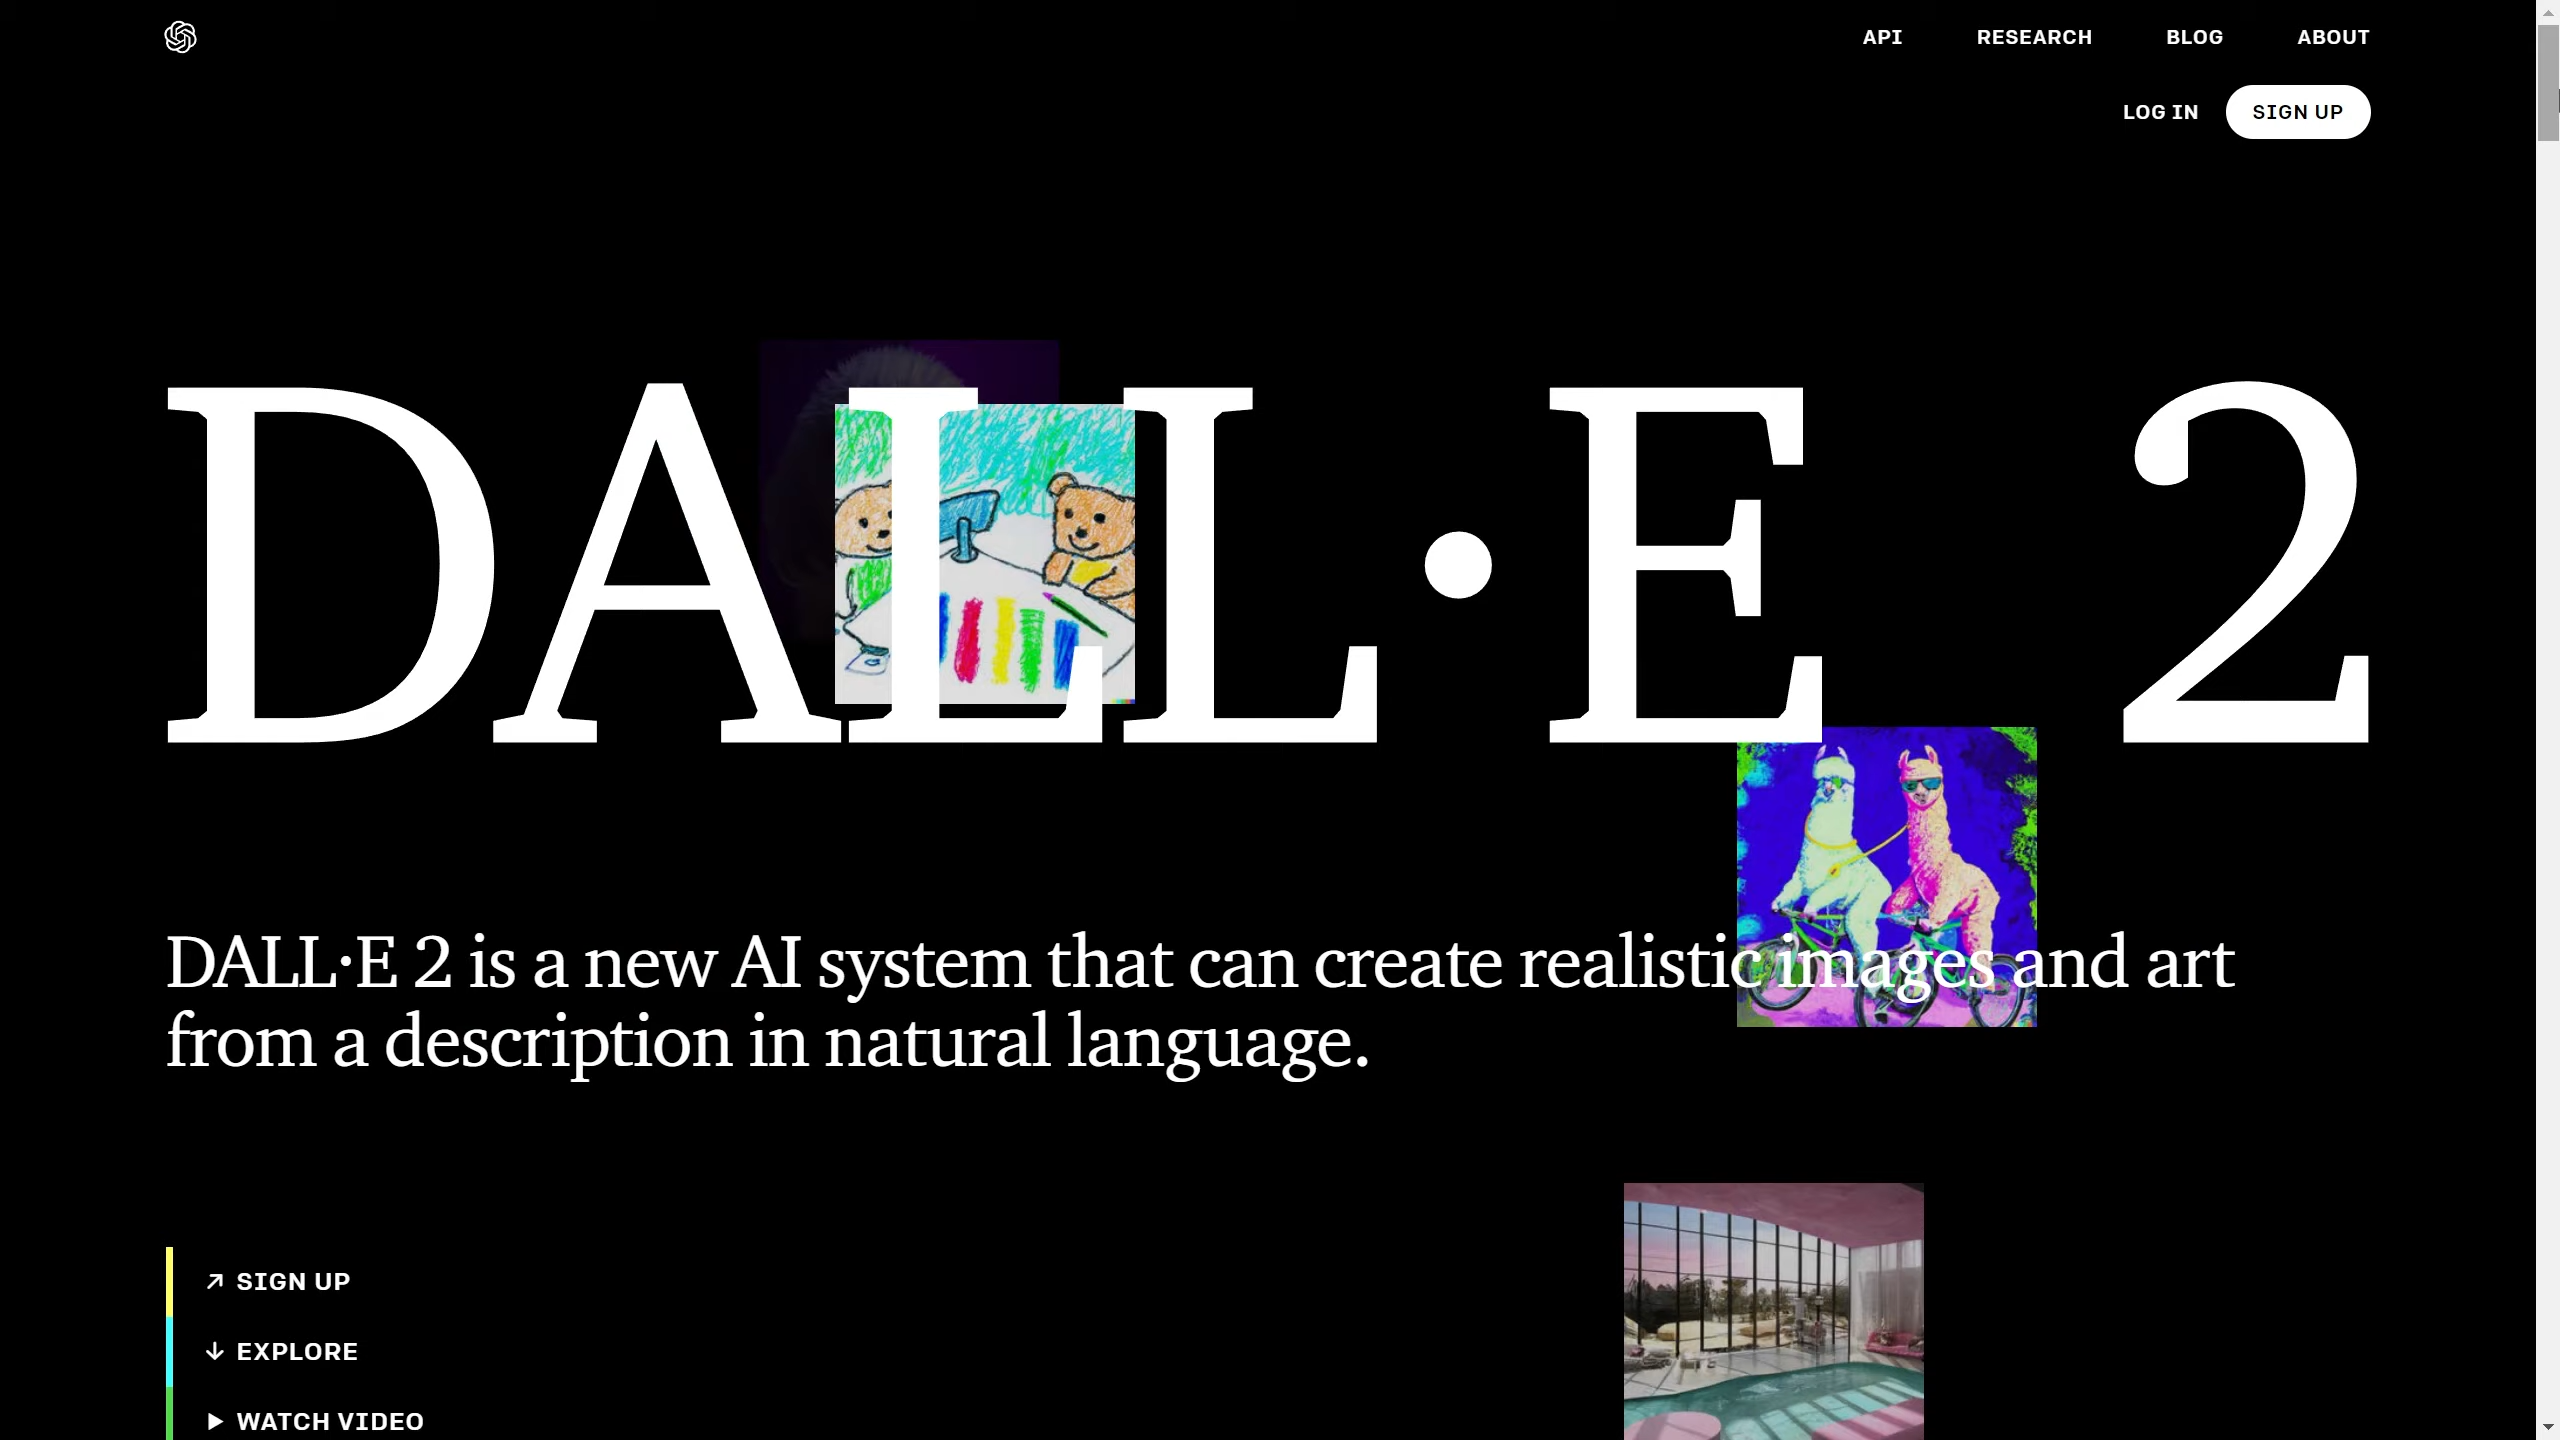 API RESEARCH BLOG ABOUT
LOG IN SIGN UP
DALL·E 2
DALL·E 2 is a new AI system that can create realistic images and art
from a description in natural language.
↗ SIGN UP
↓ EXPLORE
▶ WATCH VIDEO